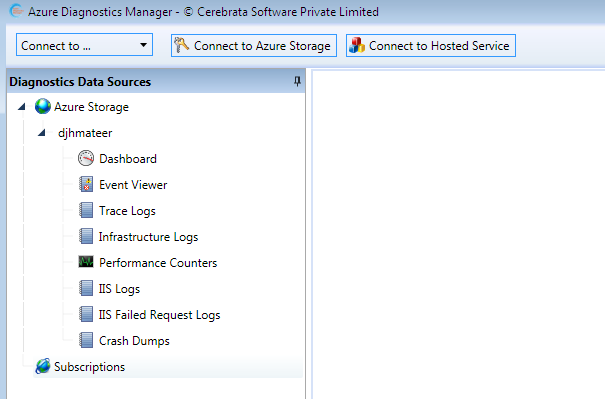 Azure Diagnostics Manager - © Cerebrata Software Private Limited
Connect to ... Connect to Azure Storage Connect to Hosted Service
Diagnostics Data Sources
Azure Storage
djhmateer
Dashboard
Event Viewer
Trace Logs
Infrastructure Logs
Performance Counters
IIS Logs
IIS Failed Request Logs
Crash Dumps
Subscriptions